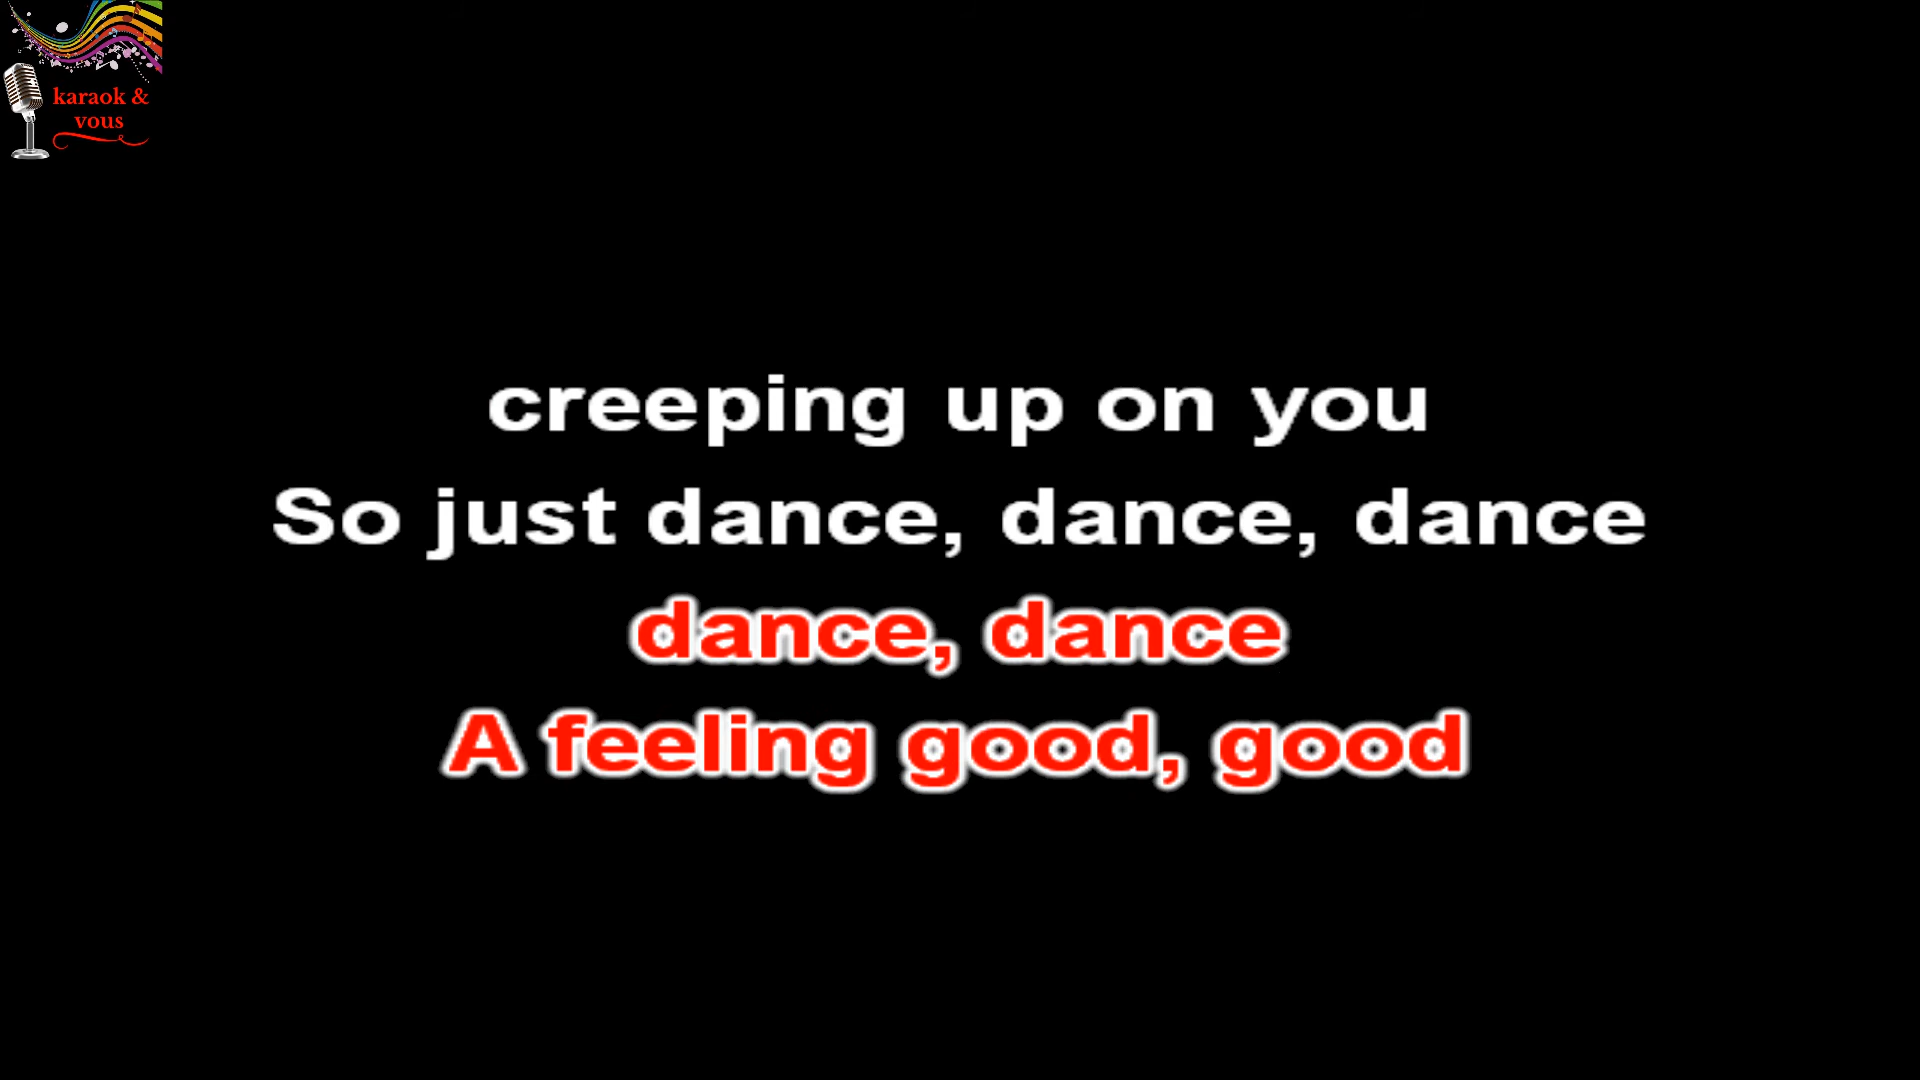 karaok &
vous
creeping up on you
So just dance, dance, dance
dance, dance
A feeling good, good